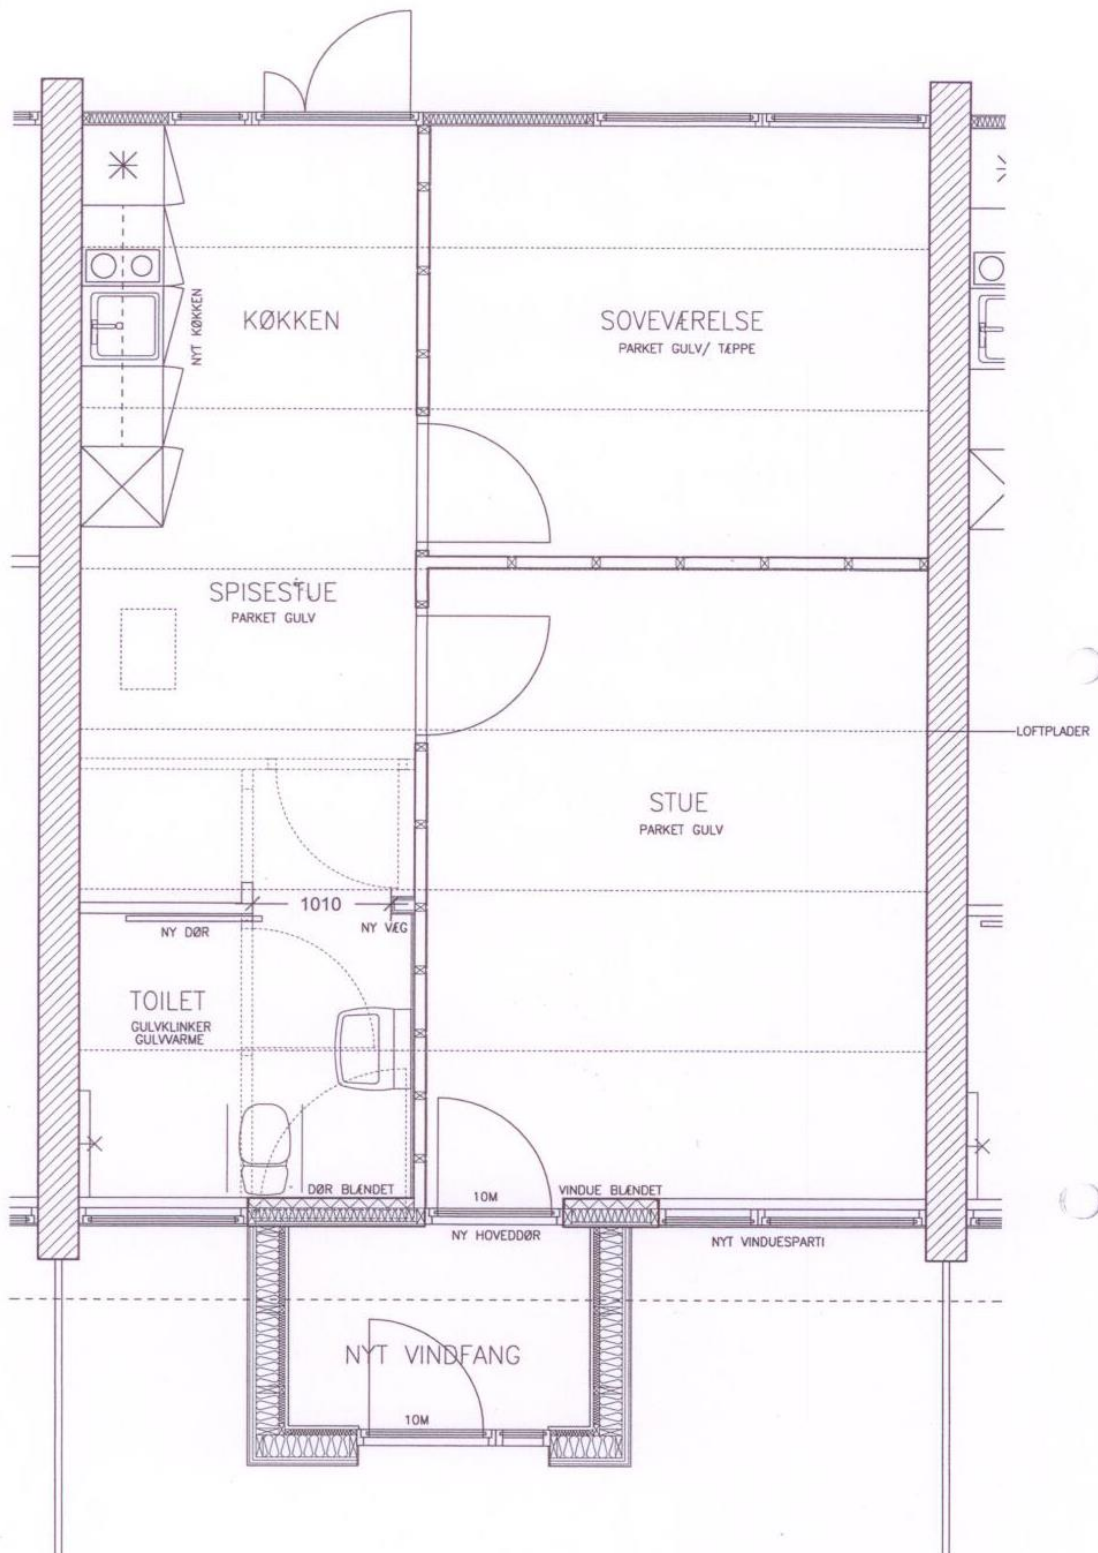 KØKKEN
NYT KØKKEN
SOVEVÆRELSE
PARKET GULV/ TÆPPE
SPISESTUE
PARKET GULV
LOFTPLADER
STUE
PARKET GULV
1010
NY DØR
NY VÆG
TOILET
GULVKLINKER
GULVVARME
DØR BLÆNDET
10M
VINDUE BLÆNDET
NY HOVEDDØR
NYT VINDUESPARTI
NYT VINDFANG
10M